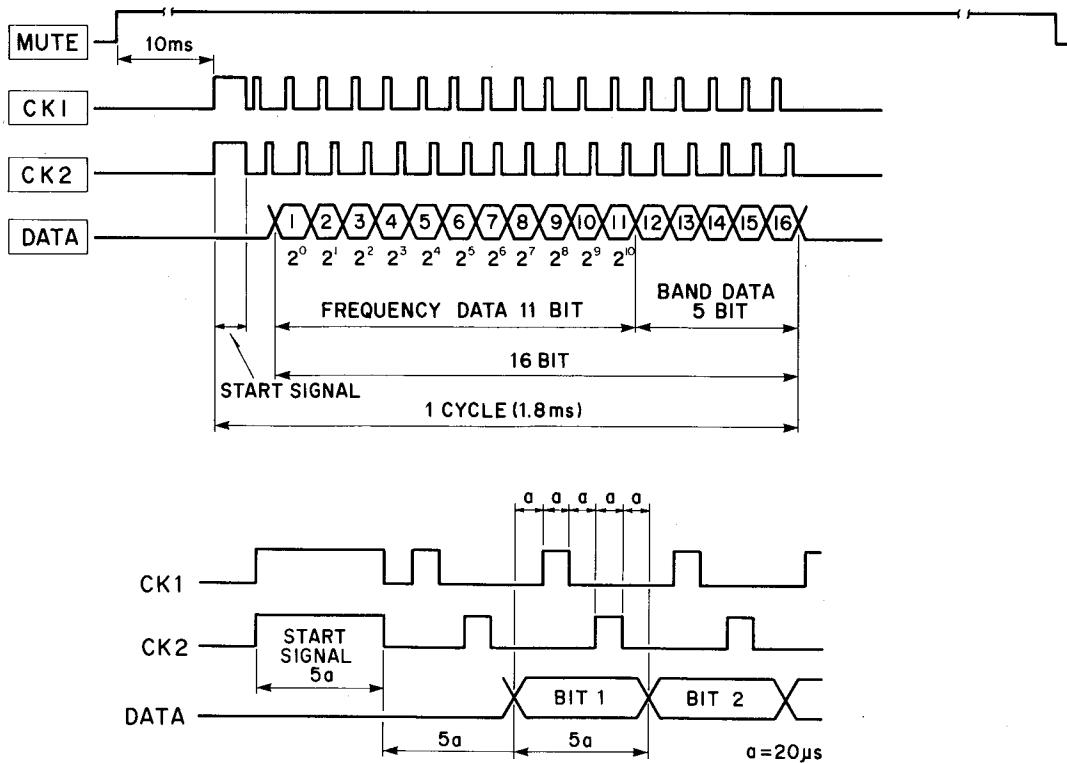 MUTE
10ms
CK1
CK2
DATA
1 2 3 4 5 6 7 8 9 10 11 12 13 14 15 16
2⁰ 2¹ 2² 2³ 2⁴ 2⁵ 2⁶ 2⁷ 2⁸ 2⁹ 2¹⁰
FREQUENCY DATA 11 BIT
BAND DATA
5 BIT
16 BIT
START SIGNAL
1 CYCLE (1.8ms)
a a a a a
CK1
CK2
START
SIGNAL
5a
DATA
BIT 1 BIT 2
5a 5a
a=20μs